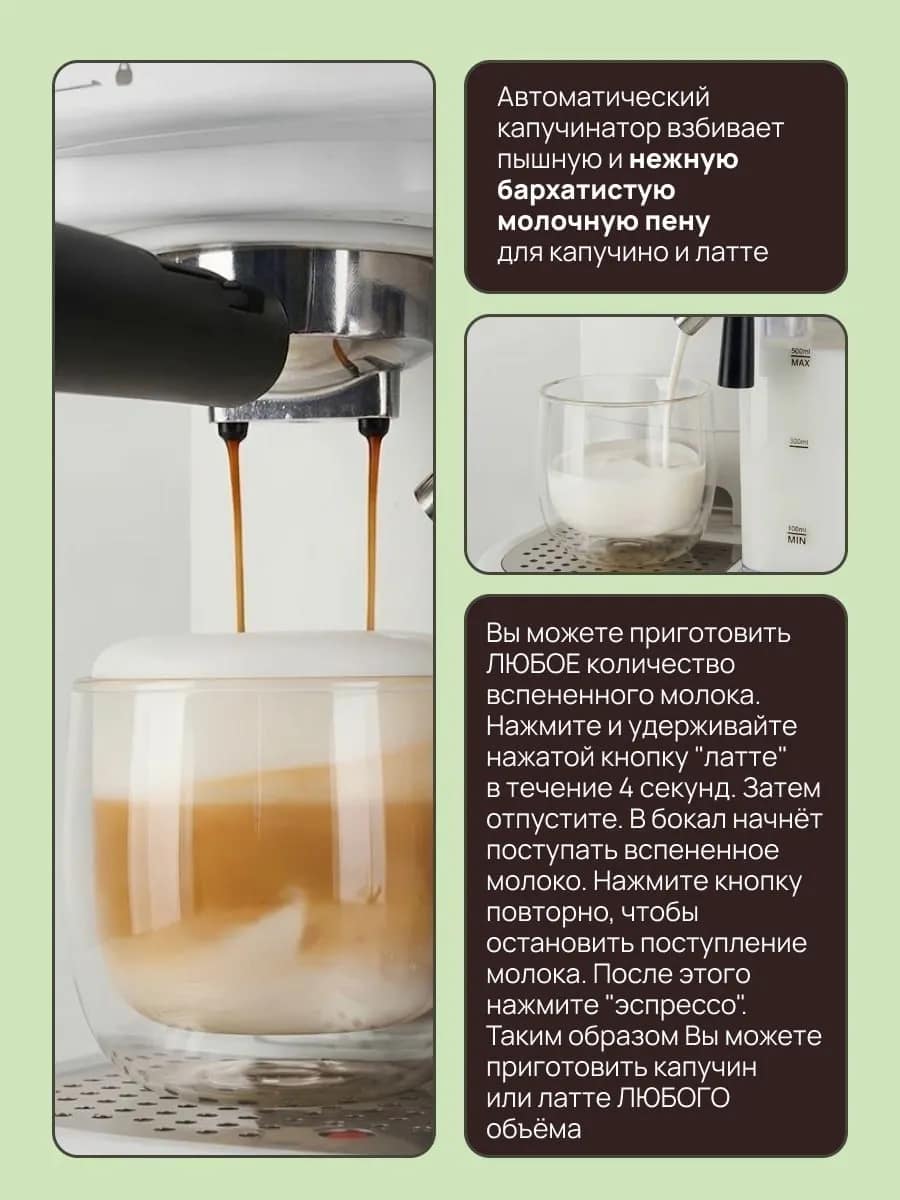 Автоматический
капучинатор взбивает
пышную и нежную
бархатистую
молочную пену
для капучино и латте
500ml
MAX
300ml
100ml
MIN
Вы можете приготовить
ЛЮБОЕ количество
вспененного молока.
Нажмите и удерживайте
нажатой кнопку "латте"
в течение 4 секунд. Затем
отпустите. В бокал начнёт
поступать вспененное
молоко. Нажмите кнопку
повторно, чтобы
остановить поступление
молока. После этого
нажмите "эспрессо".
Таким образом Вы можете
приготовить капучин
или латте ЛЮБОГО
объёма